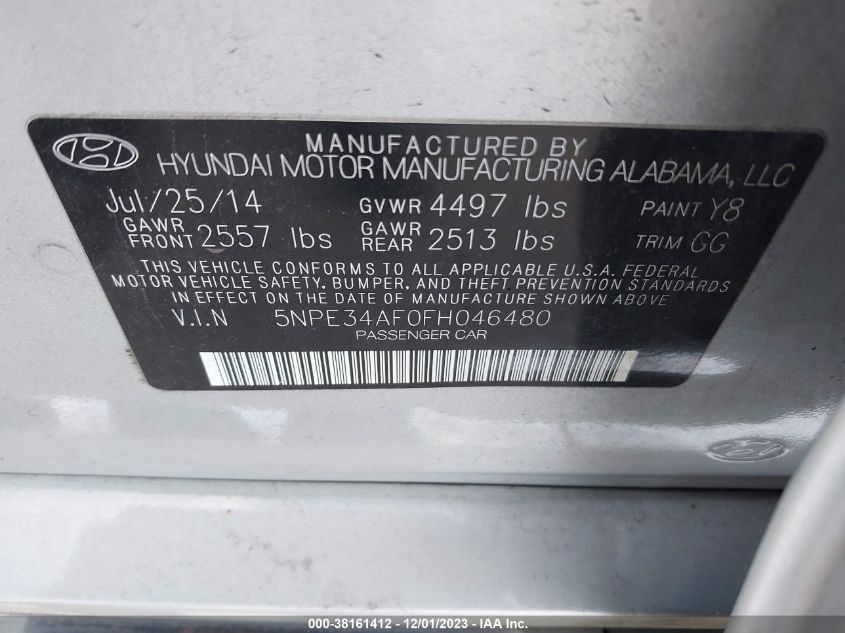 MANUFACTURED BY
HYUNDAI MOTOR MANUFACTURING ALABAMA, LLC
Jul/25/14 GVWR 4497 lbs PAINT Y8
GAWR FRONT 2557 lbs GAWR REAR 2513 lbs TRIM GG
THIS VEHICLE CONFORMS TO ALL APPLICABLE U.S.A. FEDERAL
MOTOR VEHICLE SAFETY, BUMPER, AND THEFT PREVENTION STANDARDS
IN EFFECT ON THE DATE OF MANUFACTURE SHOWN ABOVE.
V.I.N 5NPE34AF0FH046480
PASSENGER CAR
000-38161412 - 12/01/2023 - IAA Inc.